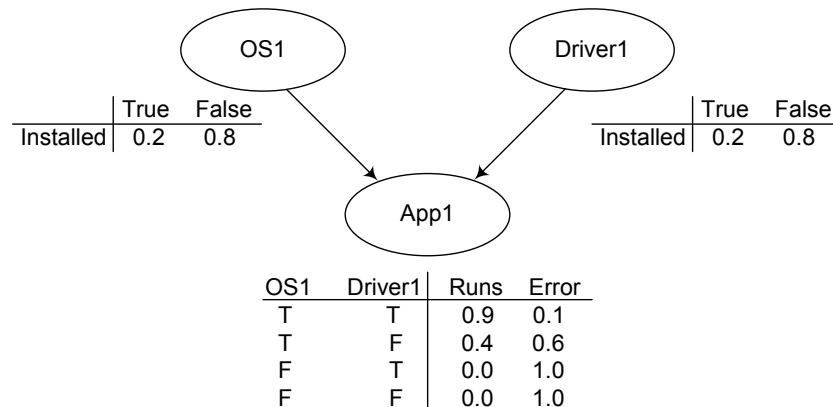 OS1 Driver1
True False
Installed 0.2 0.8
True False
Installed 0.2 0.8
App1
OS1 Driver1 Runs Error
T T 0.9 0.1
T F 0.4 0.6
F T 0.0 1.0
F F 0.0 1.0